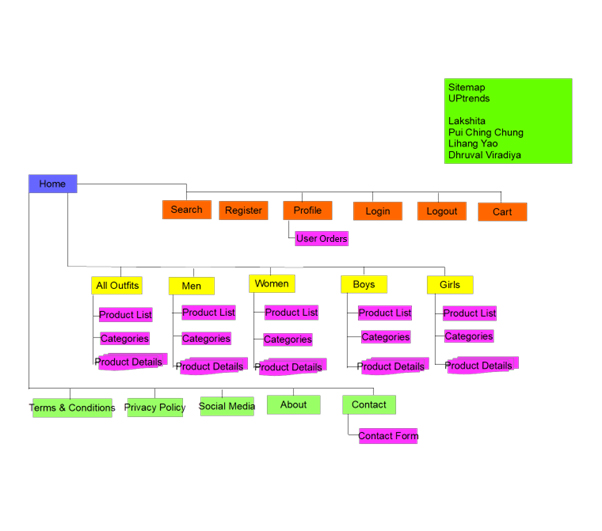 Sitemap
UPtrends
Lakshita
Pui Ching Chung
Lihang Yao
Dhruval Viradiya
Home
Search
Register
Profile
Login
Logout
Cart
User Orders
All Outfits
Men
Women
Boys
Girls
Product List
Product List
Product List
Product List
Product List
Categories
Categories
Categories
Categories
Categories
Product Details
Product Details
Product Details
Product Details
Product Details
Terms & Conditions
Privacy Policy
Social Media
About
Contact
Contact Form